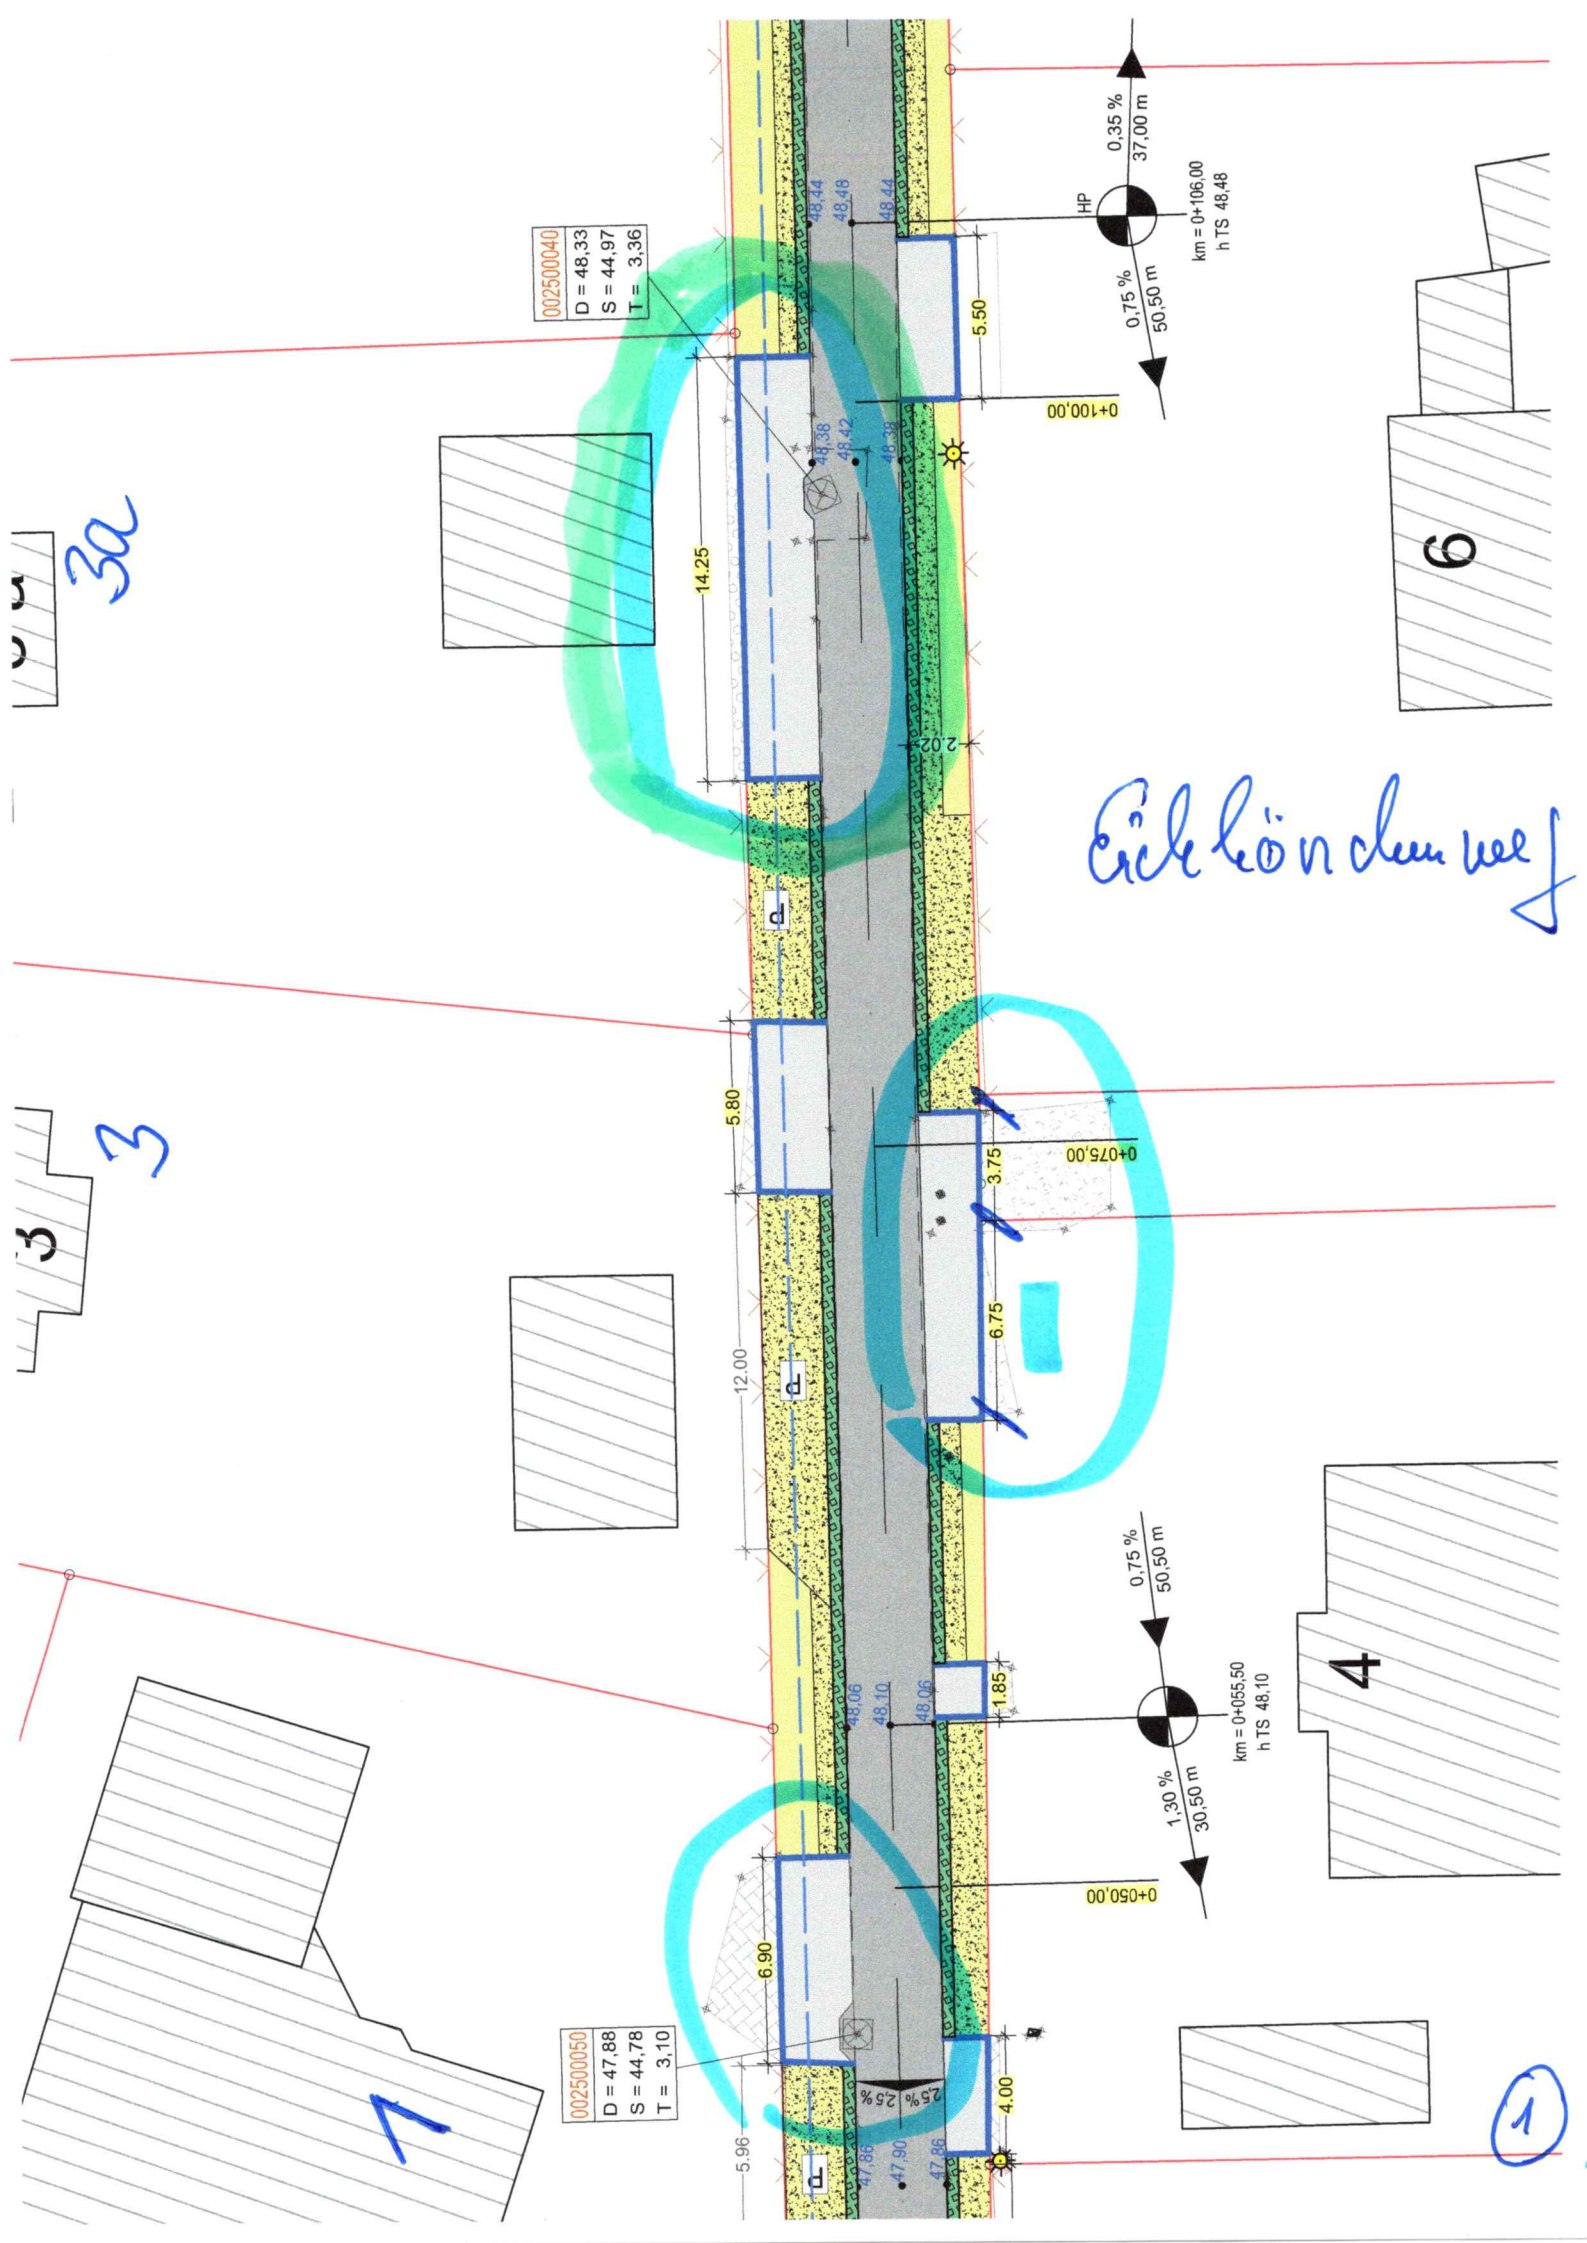 002500040
D = 48,33
S = 44,97
T = 3,36
3a
14.25
48,44
48,48
48,44
48,38
48,42
48,39
5.50
0+100,00
HP
0,35 %
37,00 m
0,75 %
50,50 m
km = 0+106,00
h TS 48,48
6
2.02
P
3
3
5.80
12.00
P
3.75
6.75
0+075,00
48,06
48,10
48,06
1.85
0,75 %
50,50 m
1,30 %
30,50 m
km = 0+055,50
h TS 48,10
4
0+050,00
6.90
002500050
D = 47,88
S = 44,78
T = 3,10
1
5.96
P
2,5%
2,5%
47,86
47,90
47,86
4.00
1